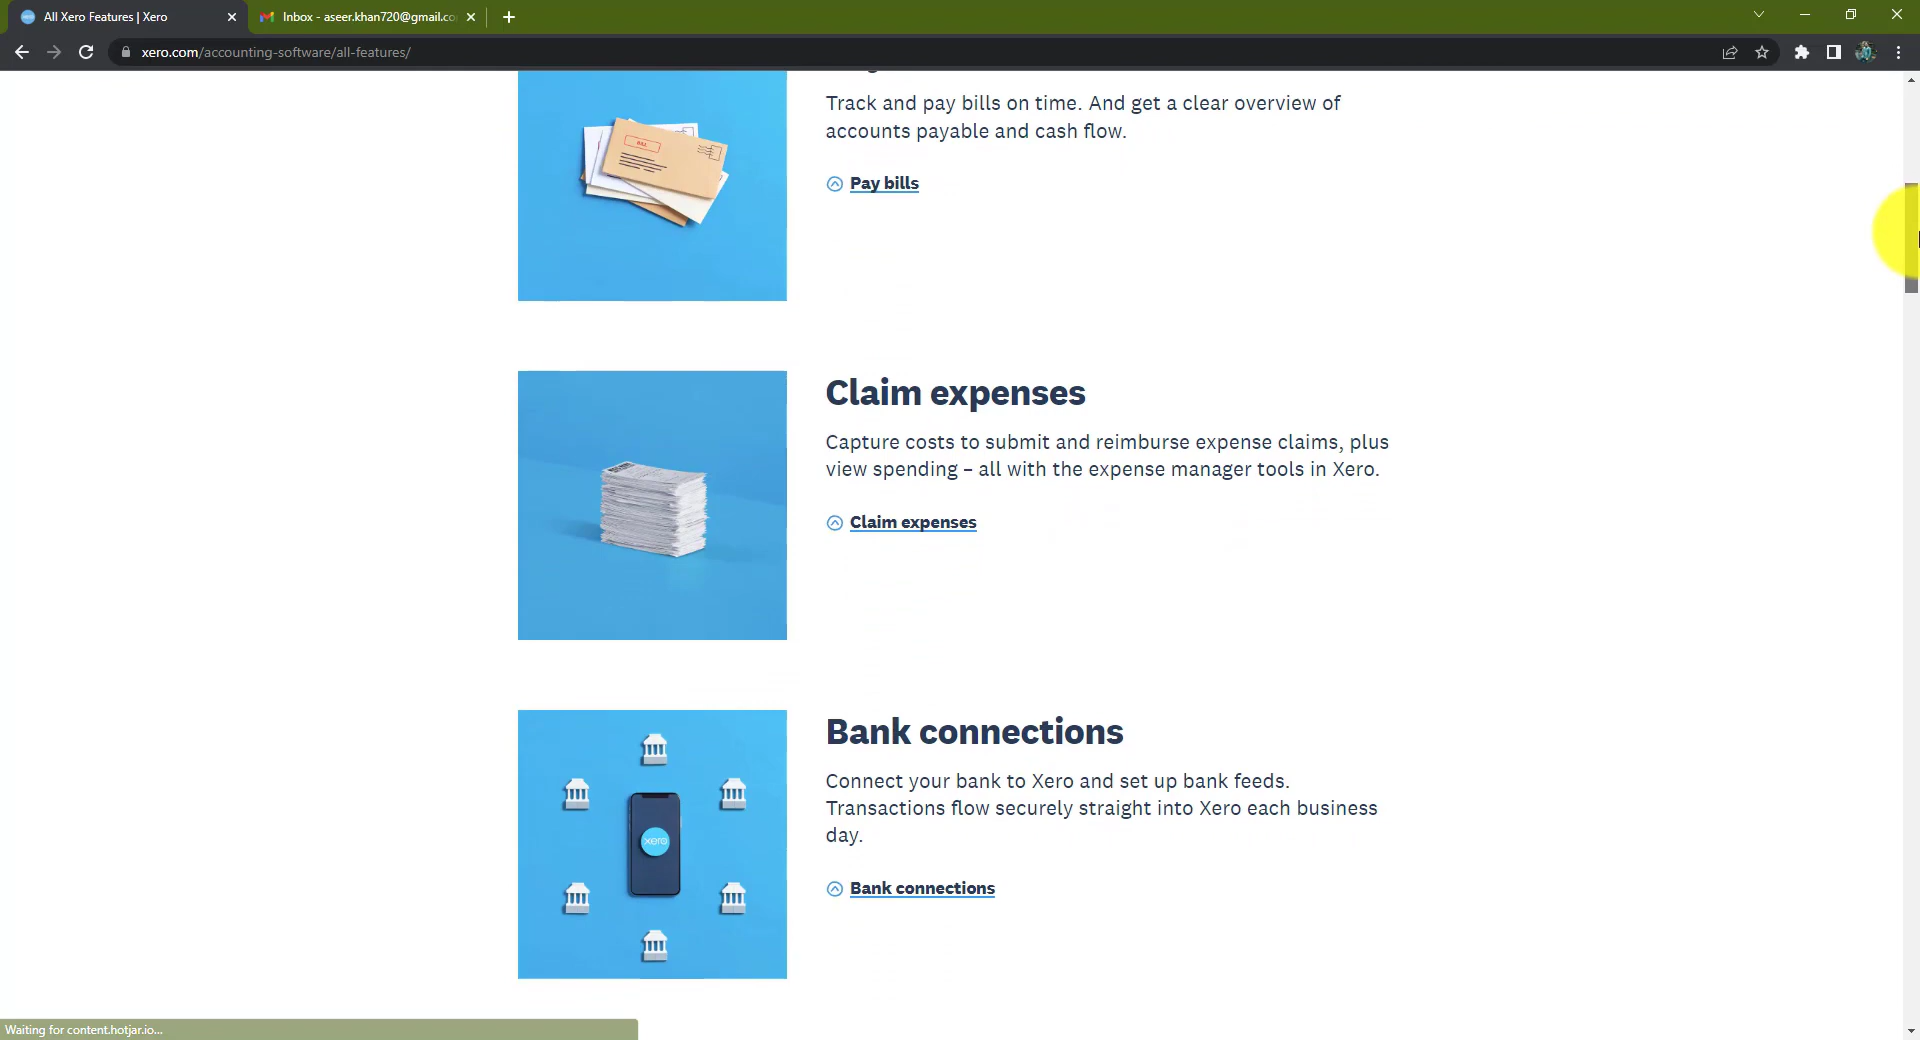 All Xero Features | Xero
Inbox - aseer.khan720@gmail.co
xero.com/accounting-software/all-features/
Track and pay bills on time. And get a clear overview of
accounts payable and cash flow.
Pay bills
BILL
Claim expenses
Capture costs to submit and reimburse expense claims, plus
view spending – all with the expense manager tools in Xero.
Claim expenses
Bank connections
Connect your bank to Xero and set up bank feeds.
Transactions flow securely straight into Xero each business
day.
xero
Bank connections
Waiting for content.hotjar.io...